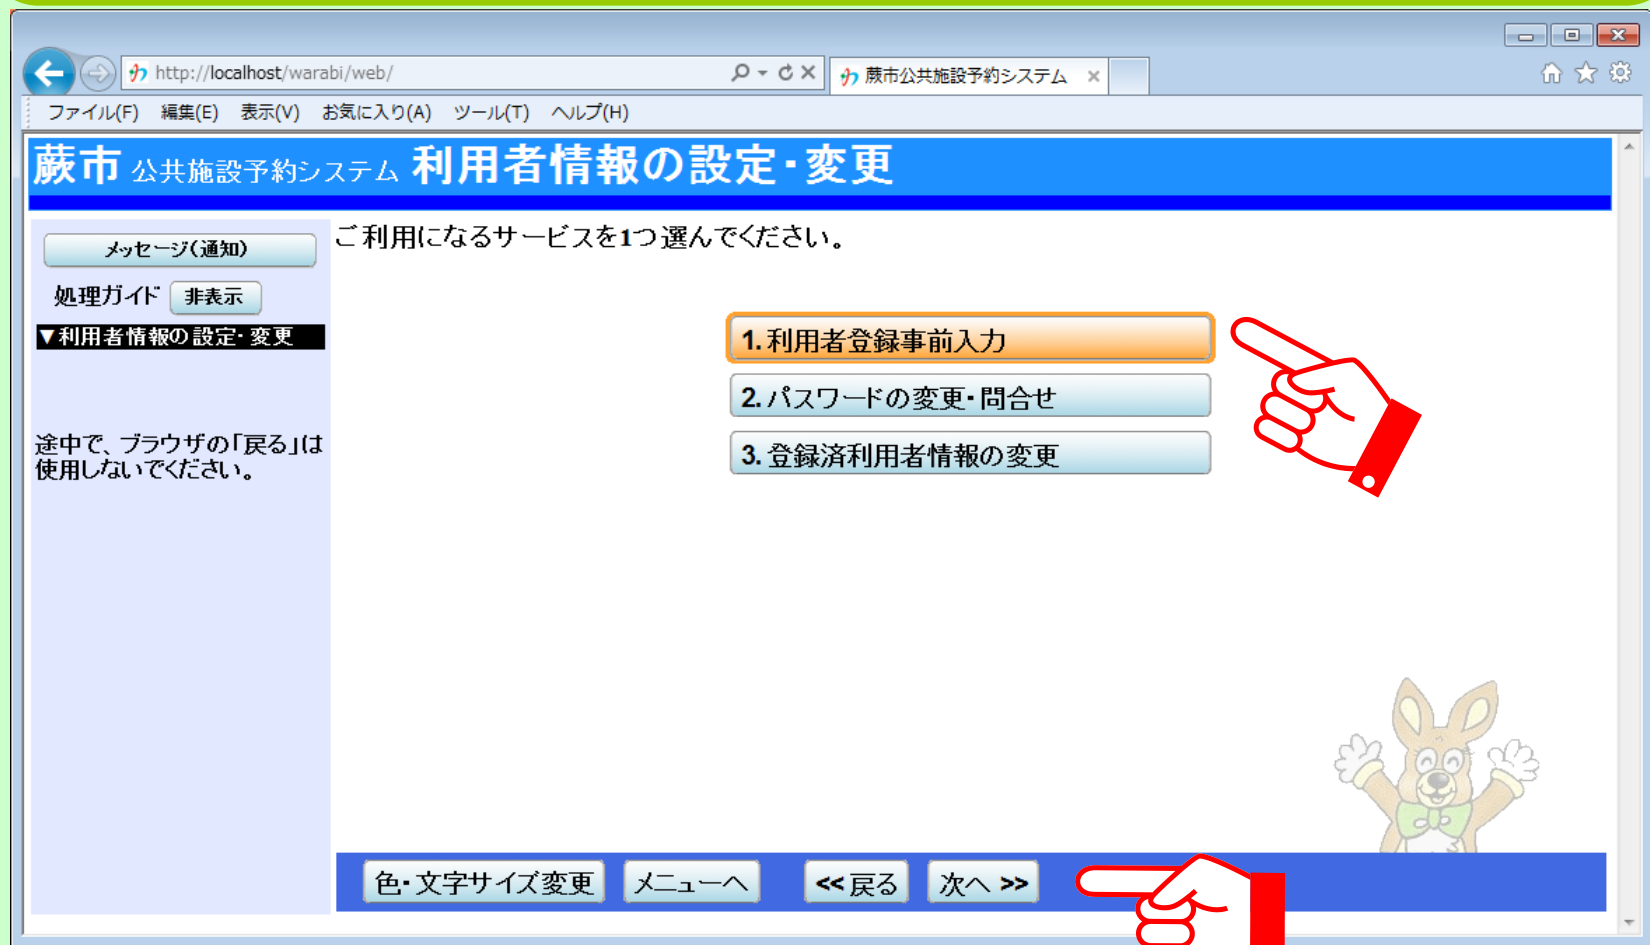 http://localhost/warabi/web/
蕨市公共施設予約システム
ファイル(F) 編集(E) 表示(V) お気に入り(A) ツール(T) ヘルプ(H)
蕨市 公共施設予約システム 利用者情報の設定・変更
メッセージ(通知)
処理ガイド 非表示
▼利用者情報の設定・変更
途中で、ブラウザの「戻る」は
使用しないでください。
ご利用になるサービスを1つ選んでください。
1. 利用者登録事前入力
2. パスワードの変更・問合せ
3. 登録済利用者情報の変更
色・文字サイズ変更 メニューへ <<戻る 次へ >>